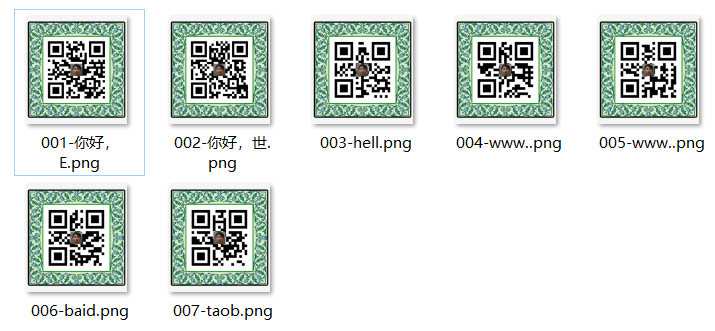 001-你好，
E.png
002-你好，世.
png
003-hell.png
004-www..png
005-www..png
006-baid.png
007-taob.png